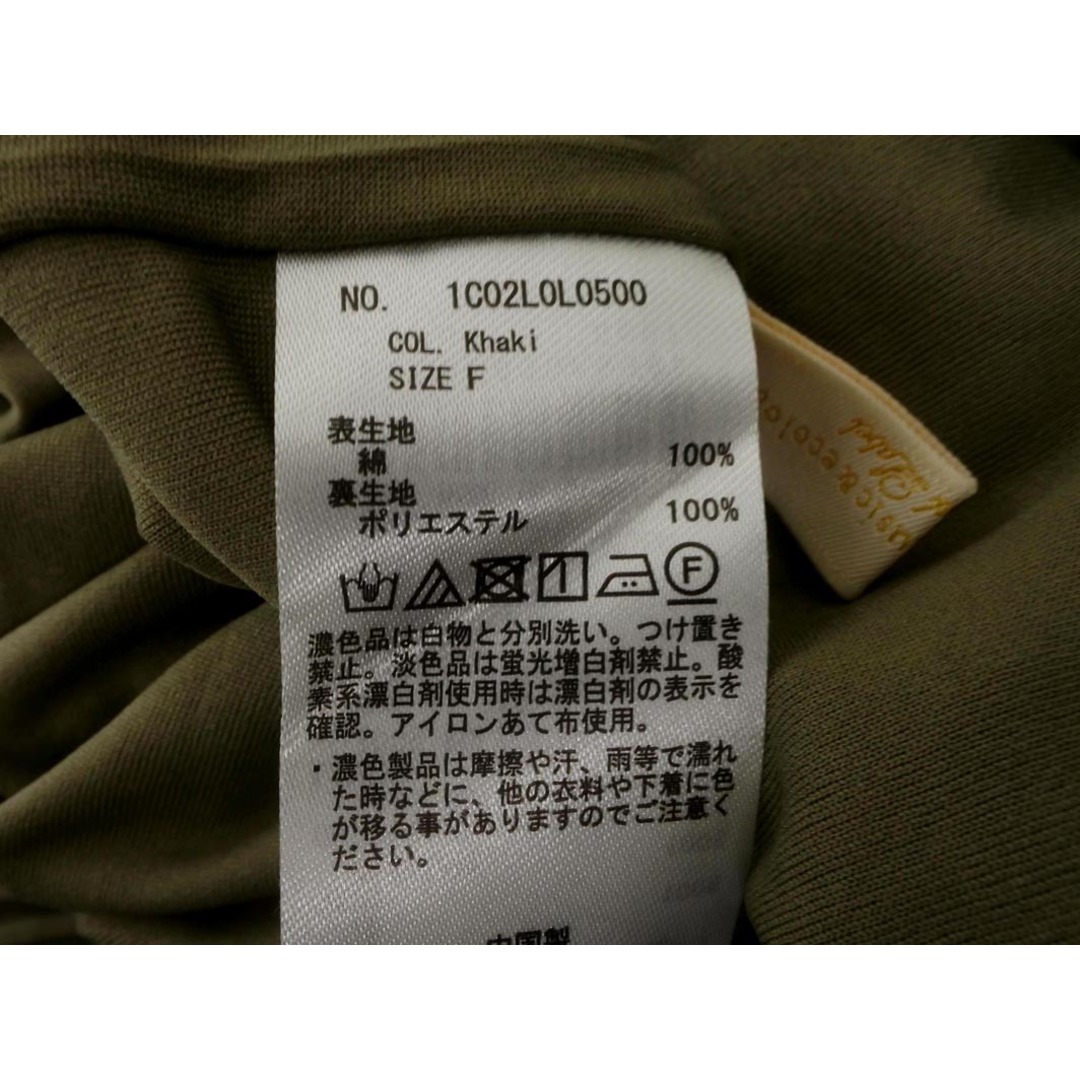 NO. 1C02L0L0500
COL. Khaki
SIZE F
表生地
綿 100%
裏生地
ポリエステル 100%
F
濃色品は白物と分別洗い。つけ置き
禁止。淡色品は蛍光増白剤禁止。酸
素系漂白剤使用時は漂白剤の表示を
確認。アイロンあて布使用。
・濃色製品は摩擦や汗、雨等で濡れ
た時などに、他の衣料や下着に色
が移る事がありますのでご注意く
ださい。
中国製
Label